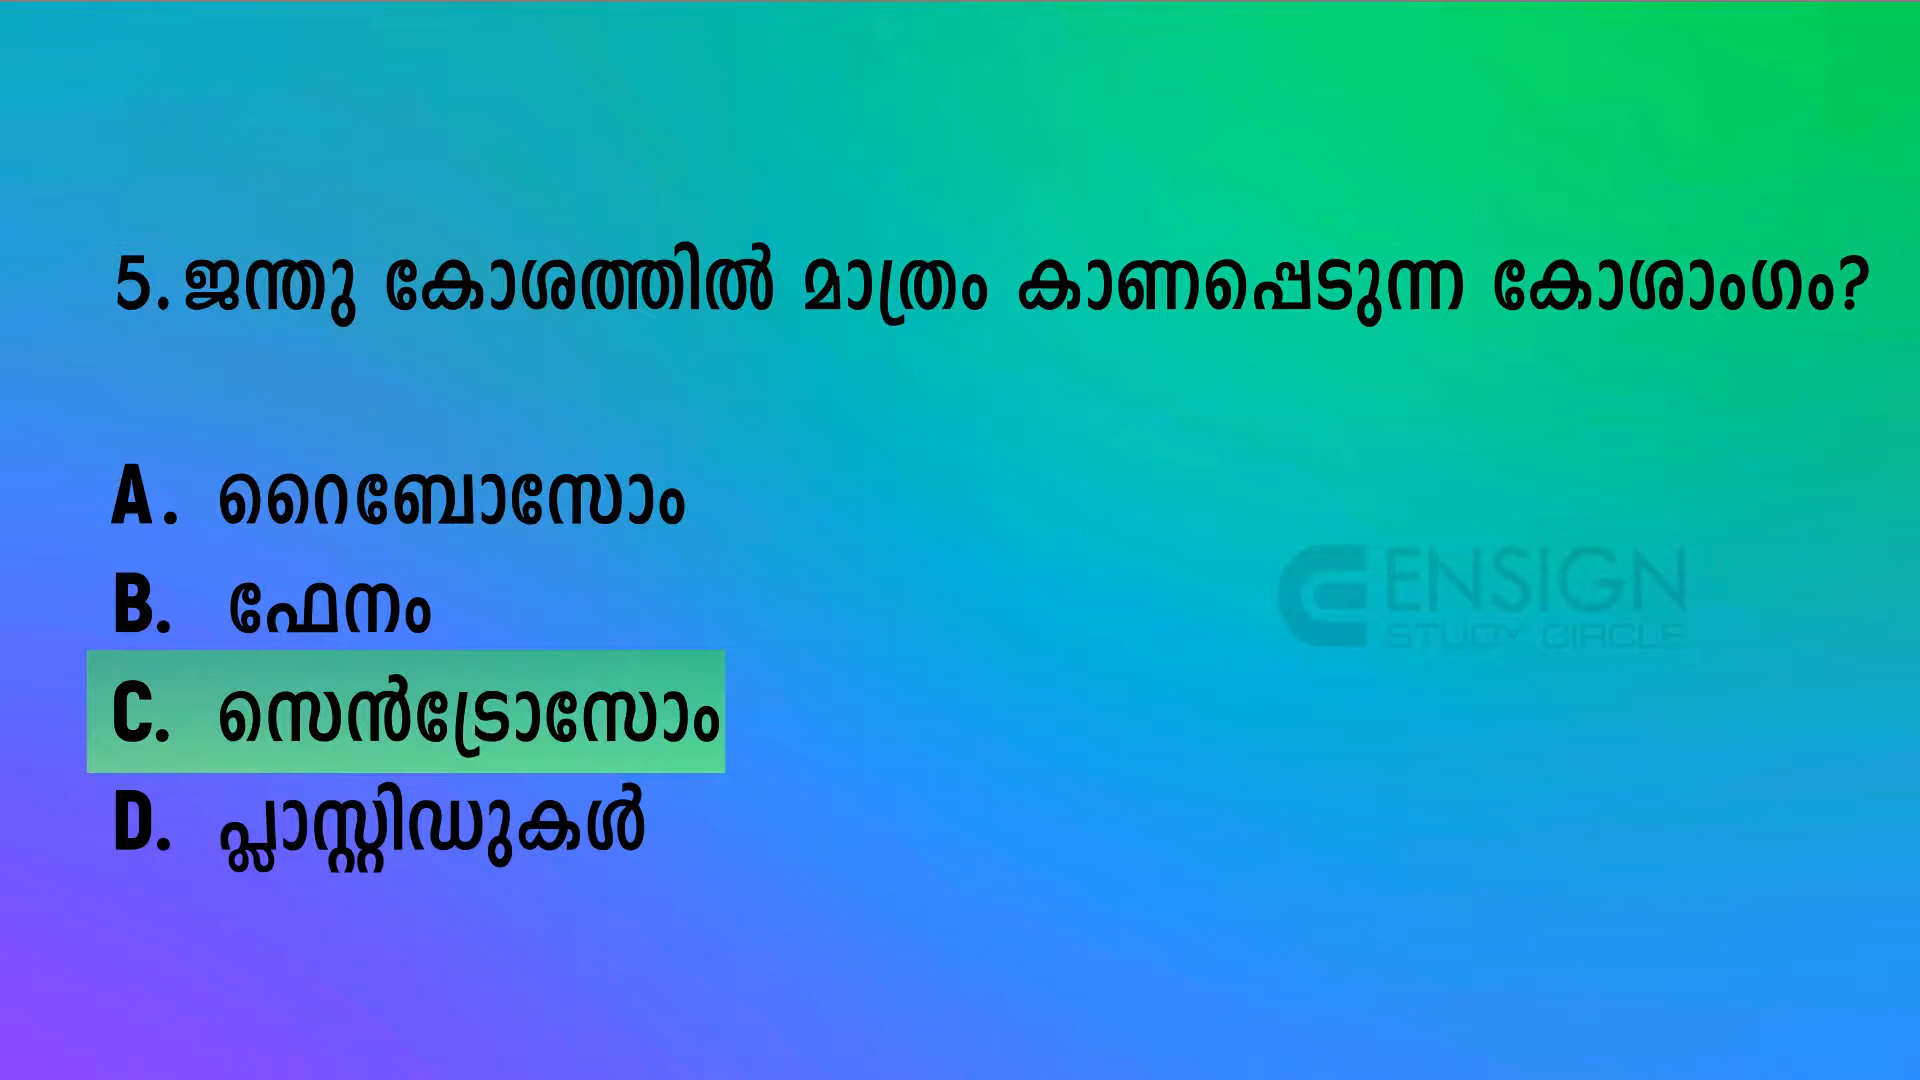 5. ജന്തു കോശത്തിൽ മാത്രം കാണപ്പെടുന്ന കോശാംഗം?
A. റൈബോസോം
B. ഫേനം
C. സെൻട്രോസോം
D. പ്ലാസ്റ്റിഡുകൾ
ENSIGN
STUDY CIRCLE